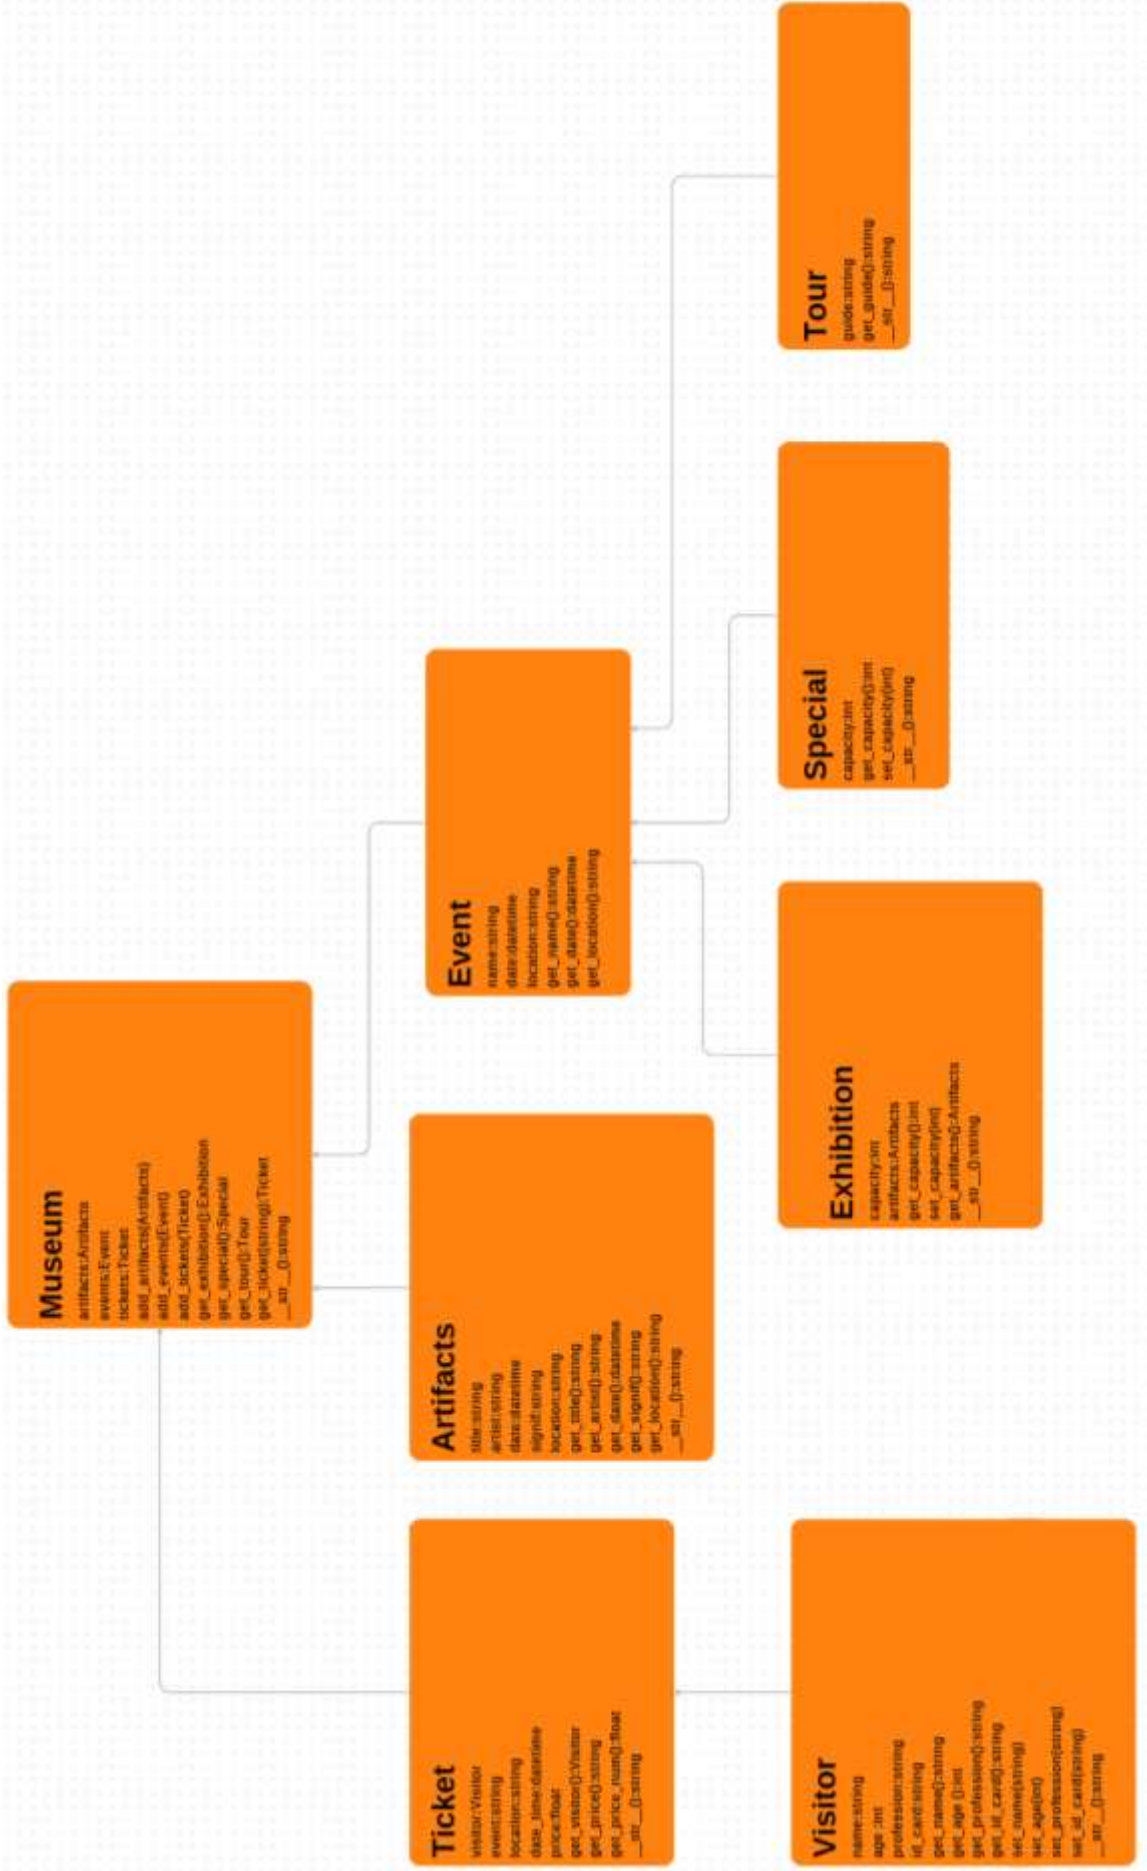 Museum
artifacts:Artifacts
events:Event
tickets:Ticket
add_artifacts(Artifacts)
add_events(Event)
add_tickets(Ticket)
get_exhibition():Exhibition
get_special():Special
get_tour():Tour
get_ticket(string):Ticket
__str__():string
Ticket
visitor:Visitor
event:string
location:string
date_time:datetime
price:float
get_visitor():Visitor
get_price():string
get_price_num():float
__str__():string
Artifacts
title:string
artist:string
date:datetime
signif:string
location:string
get_title():string
get_artist():string
get_date():datetime
get_signif():string
get_location():string
__str__():string
Event
name:string
date:datetime
location:string
get_name():string
get_date():datetime
get_location():string
Visitor
name:string
age:int
profession:string
id_card:string
get_name():string
get_age ():int
get_profession():string
get_id_card():string
set_name(string)
set_age(int)
set_profession(string)
set_id_card(string)
__str__():string
Exhibition
capacity:int
artifacts:Artifacts
get_capacity():int
set_capacity(int)
get_artifacts():Artifacts
__str__():string
Special
capacity:int
get_capacity():int
set_capacity(int)
__str__():string
Tour
guide:string
get_guide():string
__str__():string